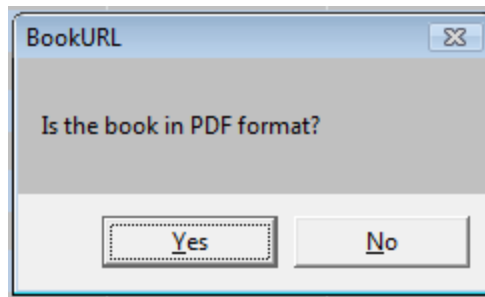 BookURL
Is the book in PDF format?
Yes
No